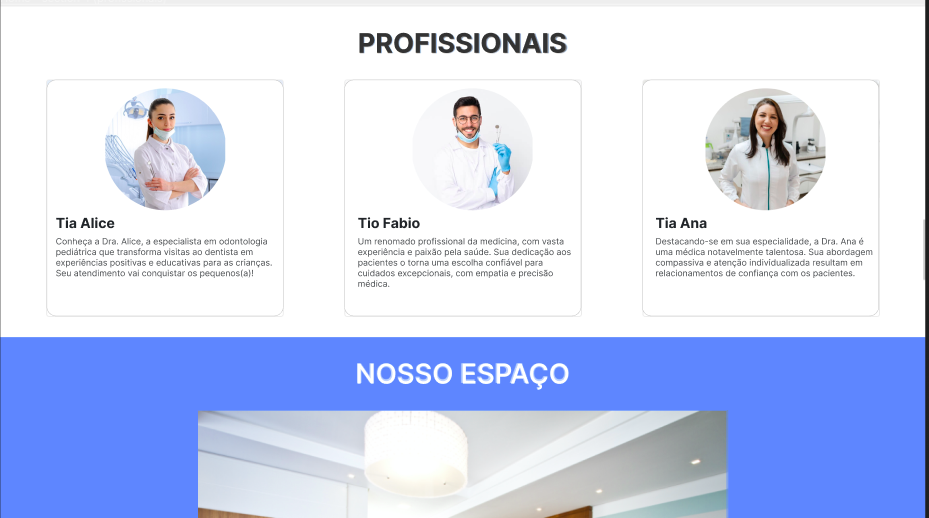 PROFISSIONAIS
Tia Alice
Conheça a Dra. Alice, a especialista em odontologia
pediátrica que transforma visitas ao dentista em
experiências positivas e educativas para as crianças.
Seu atendimento vai conquistar os pequenos(a)!
Tio Fabio
Um renomado profissional da medicina, com vasta
experiência e paixão pela saúde. Sua dedicação aos
pacientes o torna uma escolha confiável para
cuidados excepcionais, com empatia e precisão
médica.
Tia Ana
Destacando-se em sua especialidade, a Dra. Ana é
uma médica notavelmente talentosa. Sua abordagem
compassiva e atenção individualizada resultam em
relacionamentos de confiança com os pacientes.
NOSSO ESPAÇO